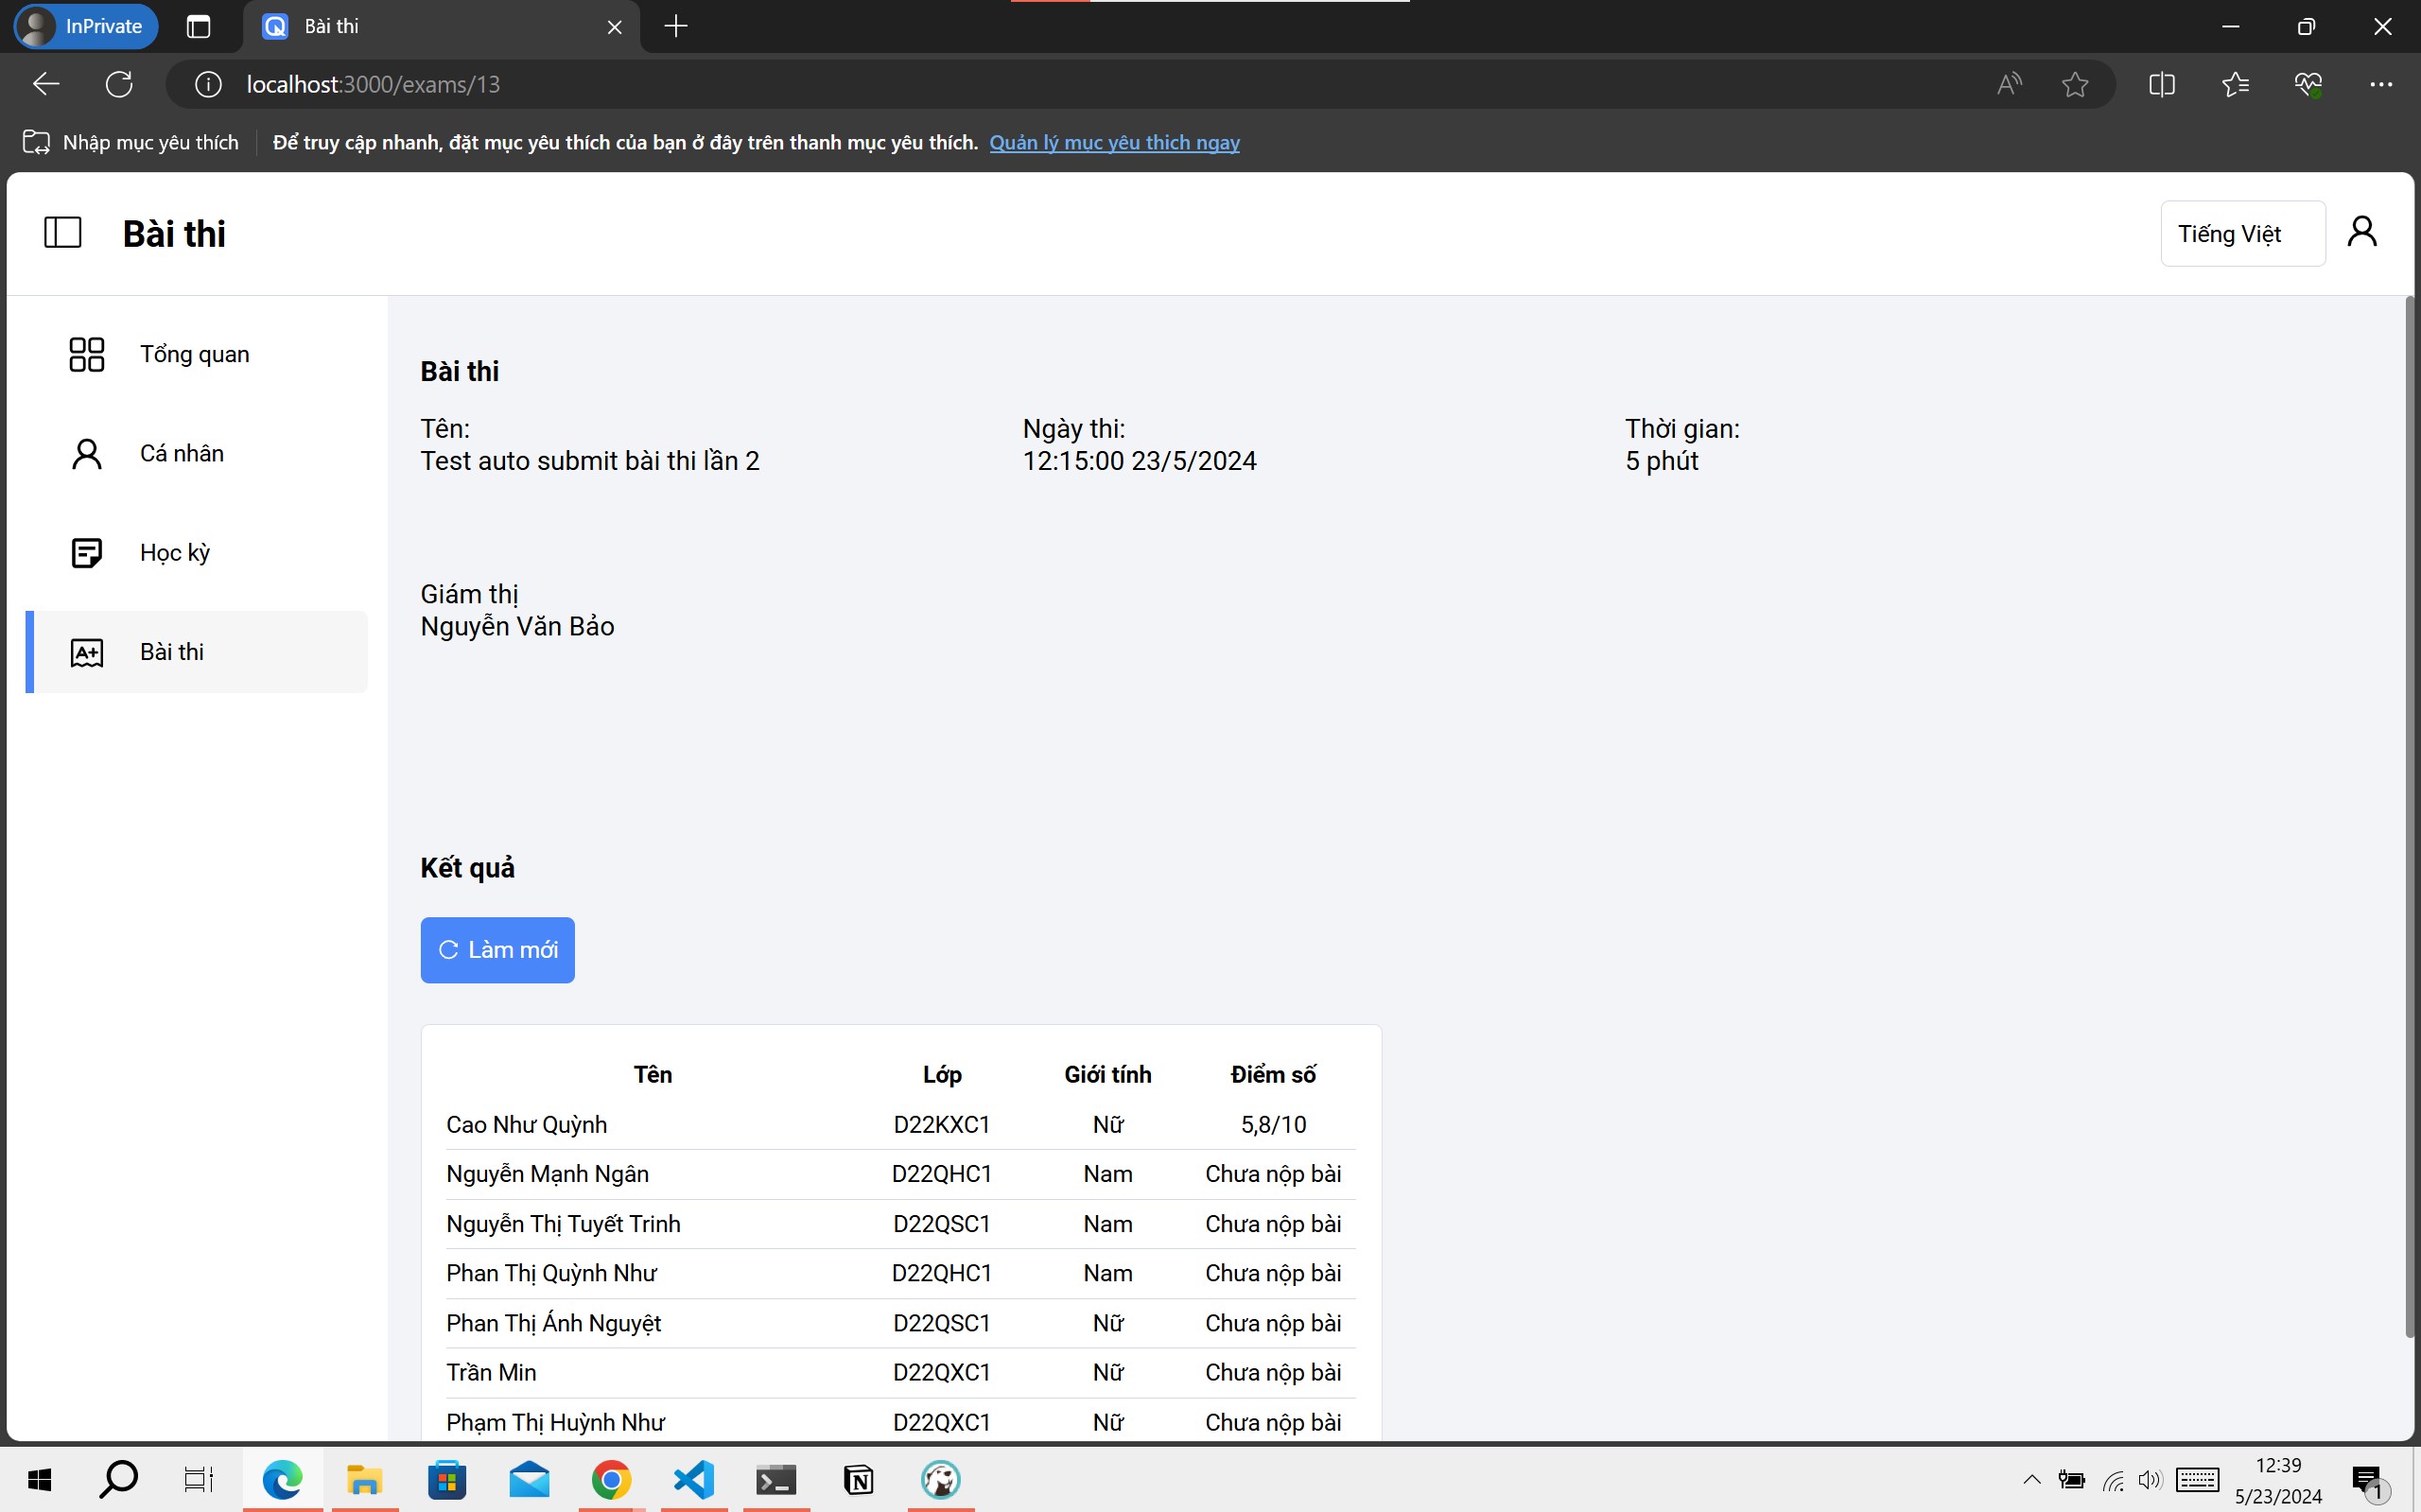 InPrivate
Bài thi
localhost:3000/exams/13
Nhập mục yêu thích
Để truy cập nhanh, đặt mục yêu thích của bạn ở đây trên thanh mục yêu thích. Quản lý mục yêu thích ngay
Bài thi
Tiếng Việt
Tổng quan
Cá nhân
Học kỳ
A+ Bài thi
Bài thi
Tên:
Test auto submit bài thi lần 2
Ngày thi:
12:15:00 23/5/2024
Thời gian:
5 phút
Giám thị
Nguyễn Văn Bảo
Kết quả
Làm mới
Tên Lớp Giới tính Điểm số
Cao Như Quỳnh D22KXC1 Nữ 5,8/10
Nguyễn Mạnh Ngân D22QHC1 Nam Chưa nộp bài
Nguyễn Thị Tuyết Trinh D22QSC1 Nam Chưa nộp bài
Phan Thị Quỳnh Như D22QHC1 Nam Chưa nộp bài
Phan Thị Ánh Nguyệt D22QSC1 Nữ Chưa nộp bài
Trần Min D22QXC1 Nữ Chưa nộp bài
Phạm Thị Huỳnh Như D22QXC1 Nữ Chưa nộp bài
12:39
5/23/2024
1